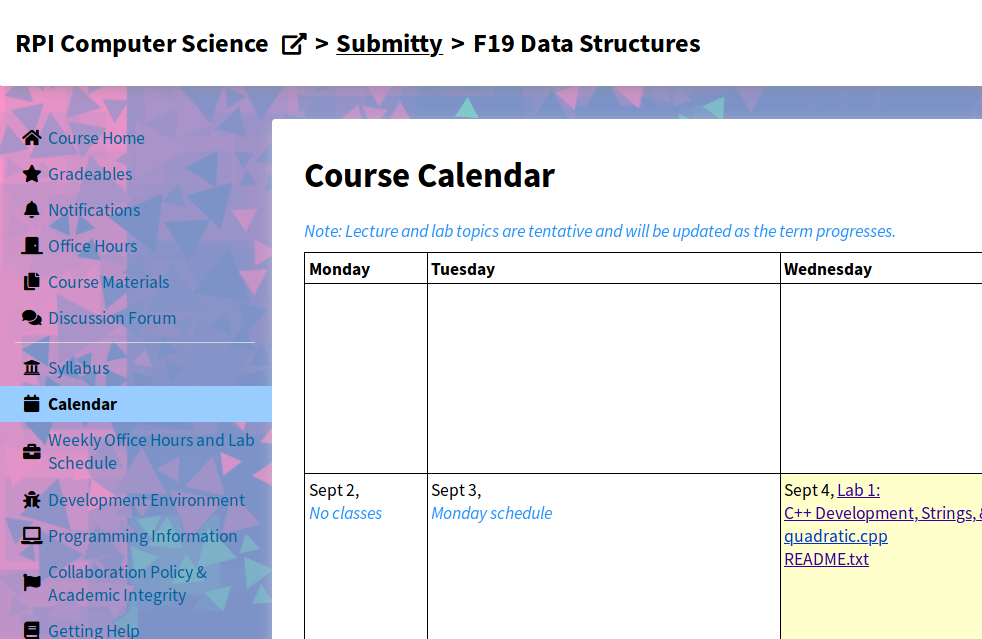 RPI Computer Science > Submitty > F19 Data Structures
Course Home
Gradeables
Notifications
Office Hours
Course Materials
Discussion Forum
Syllabus
Calendar
Weekly Office Hours and Lab
Schedule
Development Environment
Programming Information
Collaboration Policy &
Academic Integrity
Getting Help
Course Calendar
Note: Lecture and lab topics are tentative and will be updated as the term progresses.
Monday Tuesday Wednesday
Sept 2,
No classes
Sept 3,
Monday schedule
Sept 4, Lab 1:
C++ Development, Strings, &
quadratic.cpp
README.txt